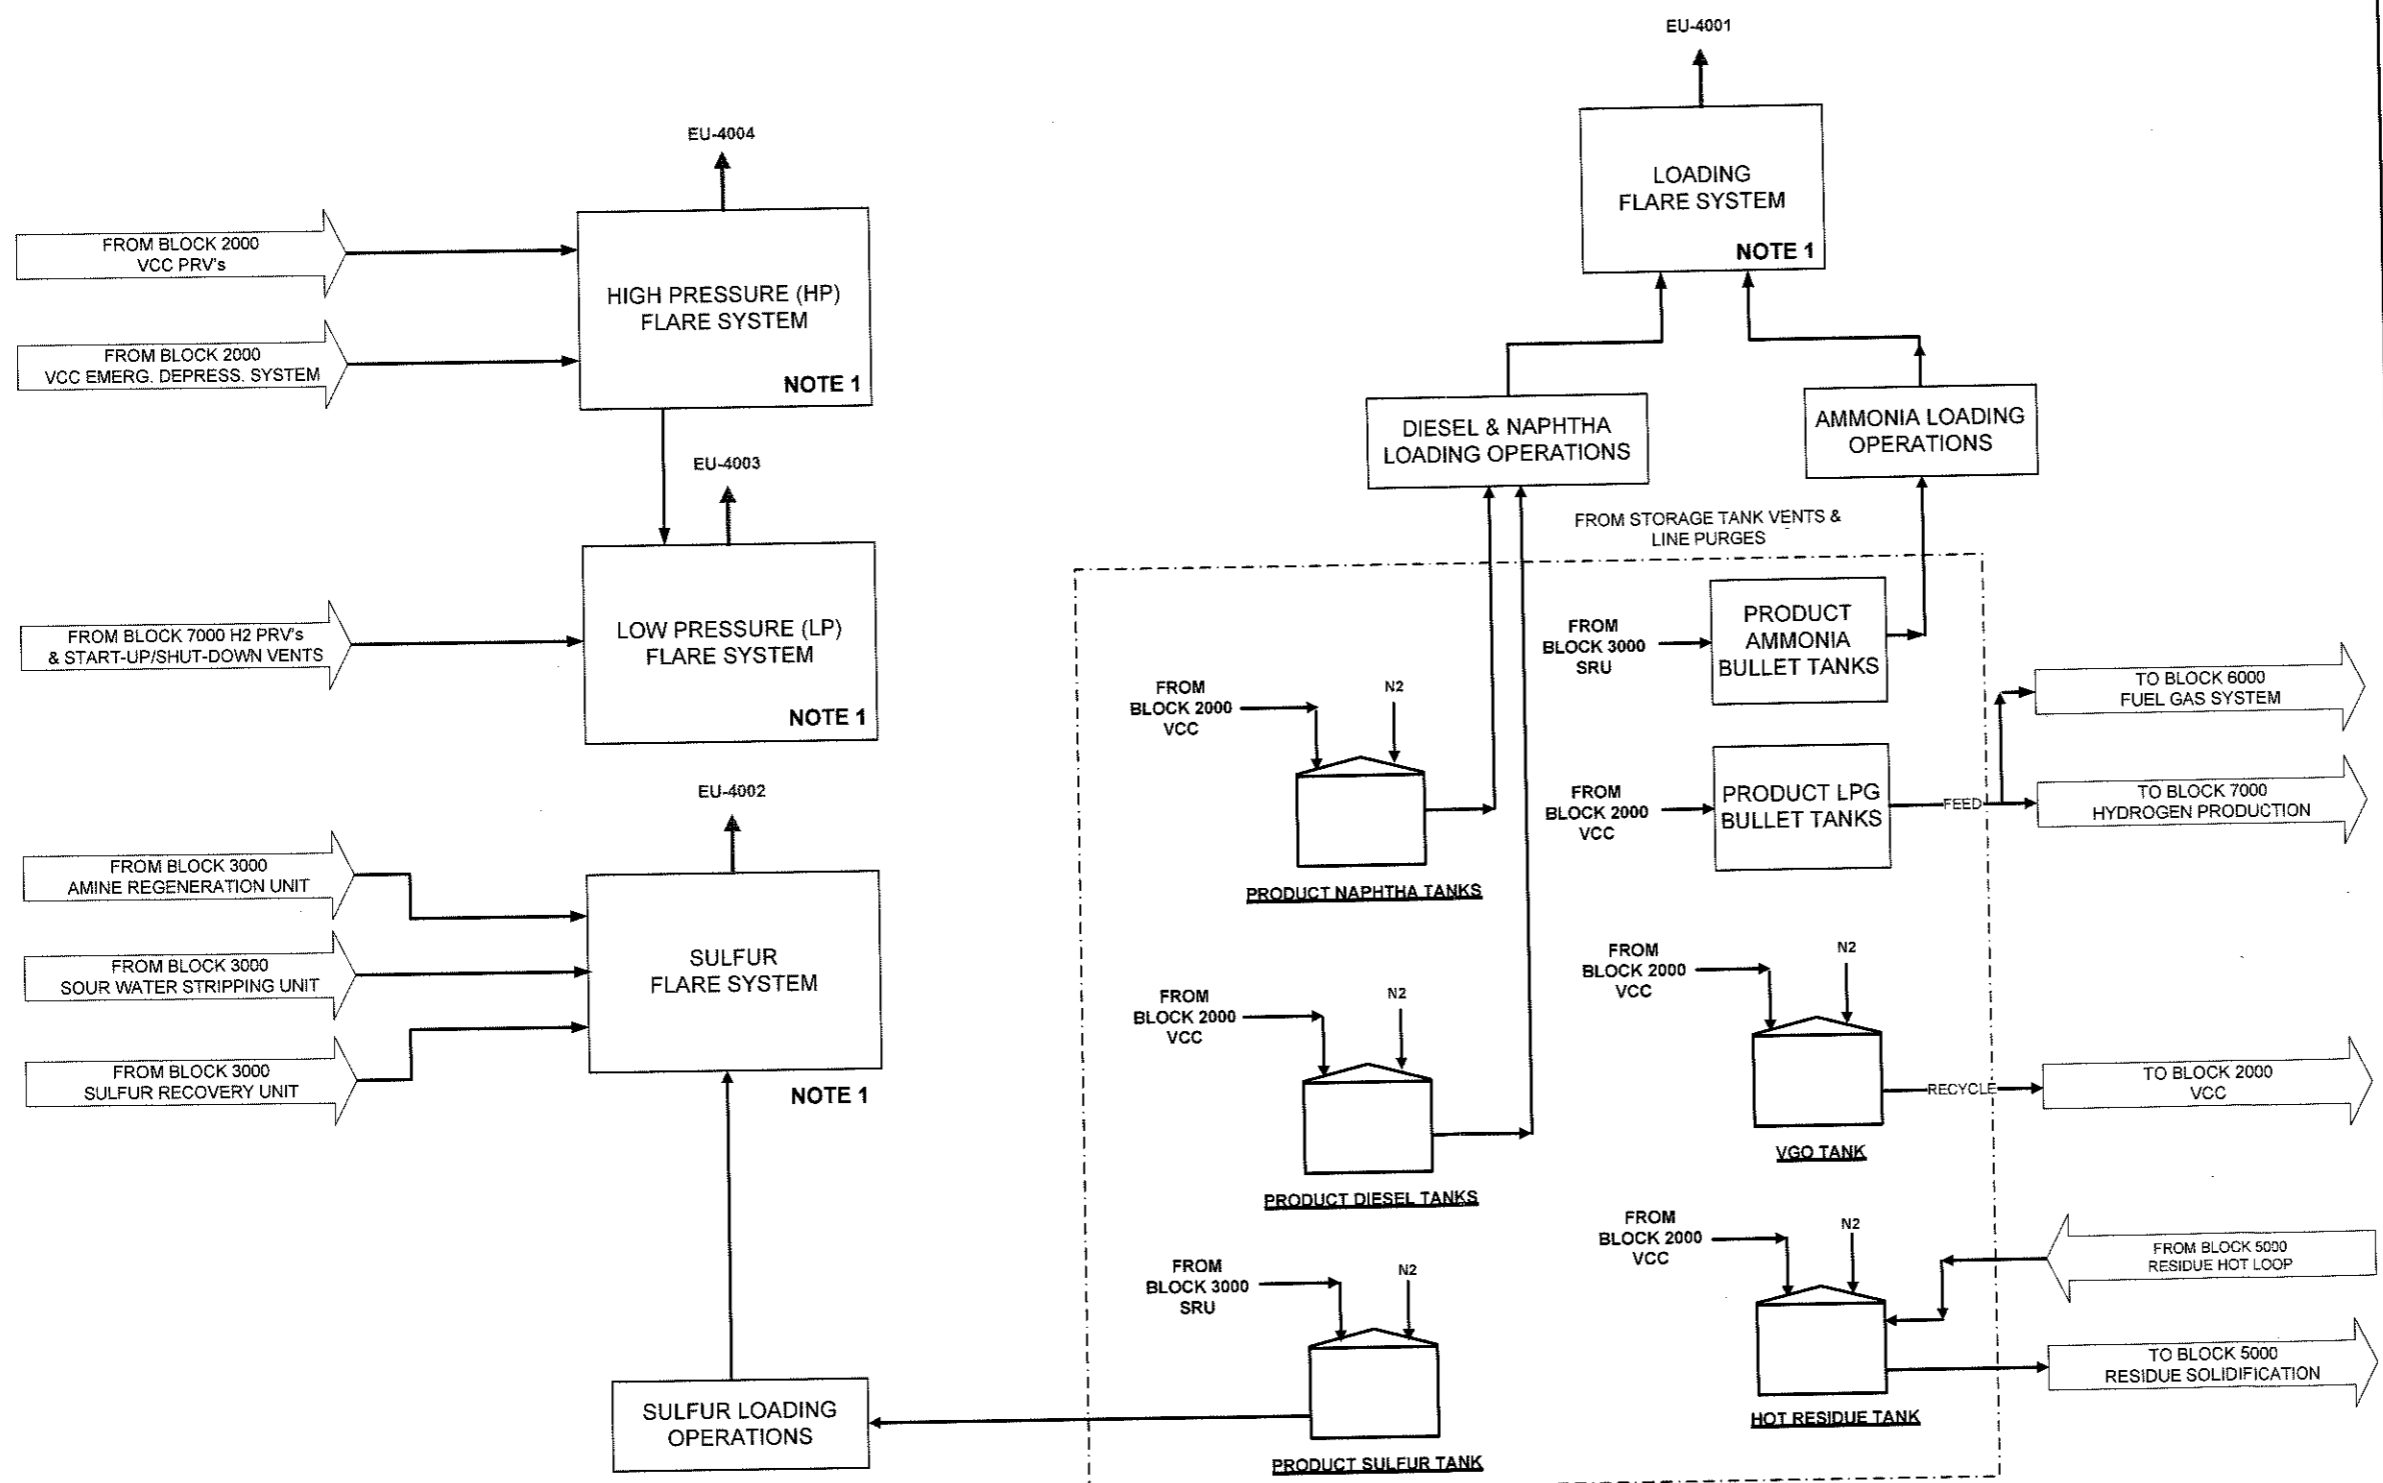 EU-4001
LOADING
FLARE SYSTEM
NOTE 1
EU-4004
FROM BLOCK 2000
VCC PRV's
FROM BLOCK 2000
VCC EMERG. DEPRESS. SYSTEM
HIGH PRESSURE (HP)
FLARE SYSTEM
NOTE 1
DIESEL & NAPHTHA
LOADING OPERATIONS
AMMONIA LOADING
OPERATIONS
EU-4003
FROM BLOCK 7000 H2 PRV's
& START-UP/SHUT-DOWN VENTS
LOW PRESSURE (LP)
FLARE SYSTEM
NOTE 1
FROM STORAGE TANK VENTS &
LINE PURGES
FROM
BLOCK 3000
SRU
PRODUCT
AMMONIA
BULLET TANKS
FROM
BLOCK 2000
VCC
N2
PRODUCT NAPHTHA TANKS
FROM
BLOCK 2000
VCC
PRODUCT LPG
BULLET TANKS
FEED
TO BLOCK 6000
FUEL GAS SYSTEM
TO BLOCK 7000
HYDROGEN PRODUCTION
EU-4002
FROM BLOCK 3000
AMINE REGENERATION UNIT
FROM BLOCK 3000
SOUR WATER STRIPPING UNIT
FROM BLOCK 3000
SULFUR RECOVERY UNIT
SULFUR
FLARE SYSTEM
NOTE 1
FROM
BLOCK 2000
VCC
N2
PRODUCT DIESEL TANKS
FROM
BLOCK 2000
VCC
N2
RECYCLE
TO BLOCK 2000
VCC
VGO TANK
FROM
BLOCK 3000
SRU
N2
PRODUCT SULFUR TANK
FROM
BLOCK 2000
VCC
N2
FROM BLOCK 5000
RESIDUE HOT LOOP
TO BLOCK 5000
RESIDUE SOLIDIFICATION
HOT RESIDUE TANK
SULFUR LOADING
OPERATIONS